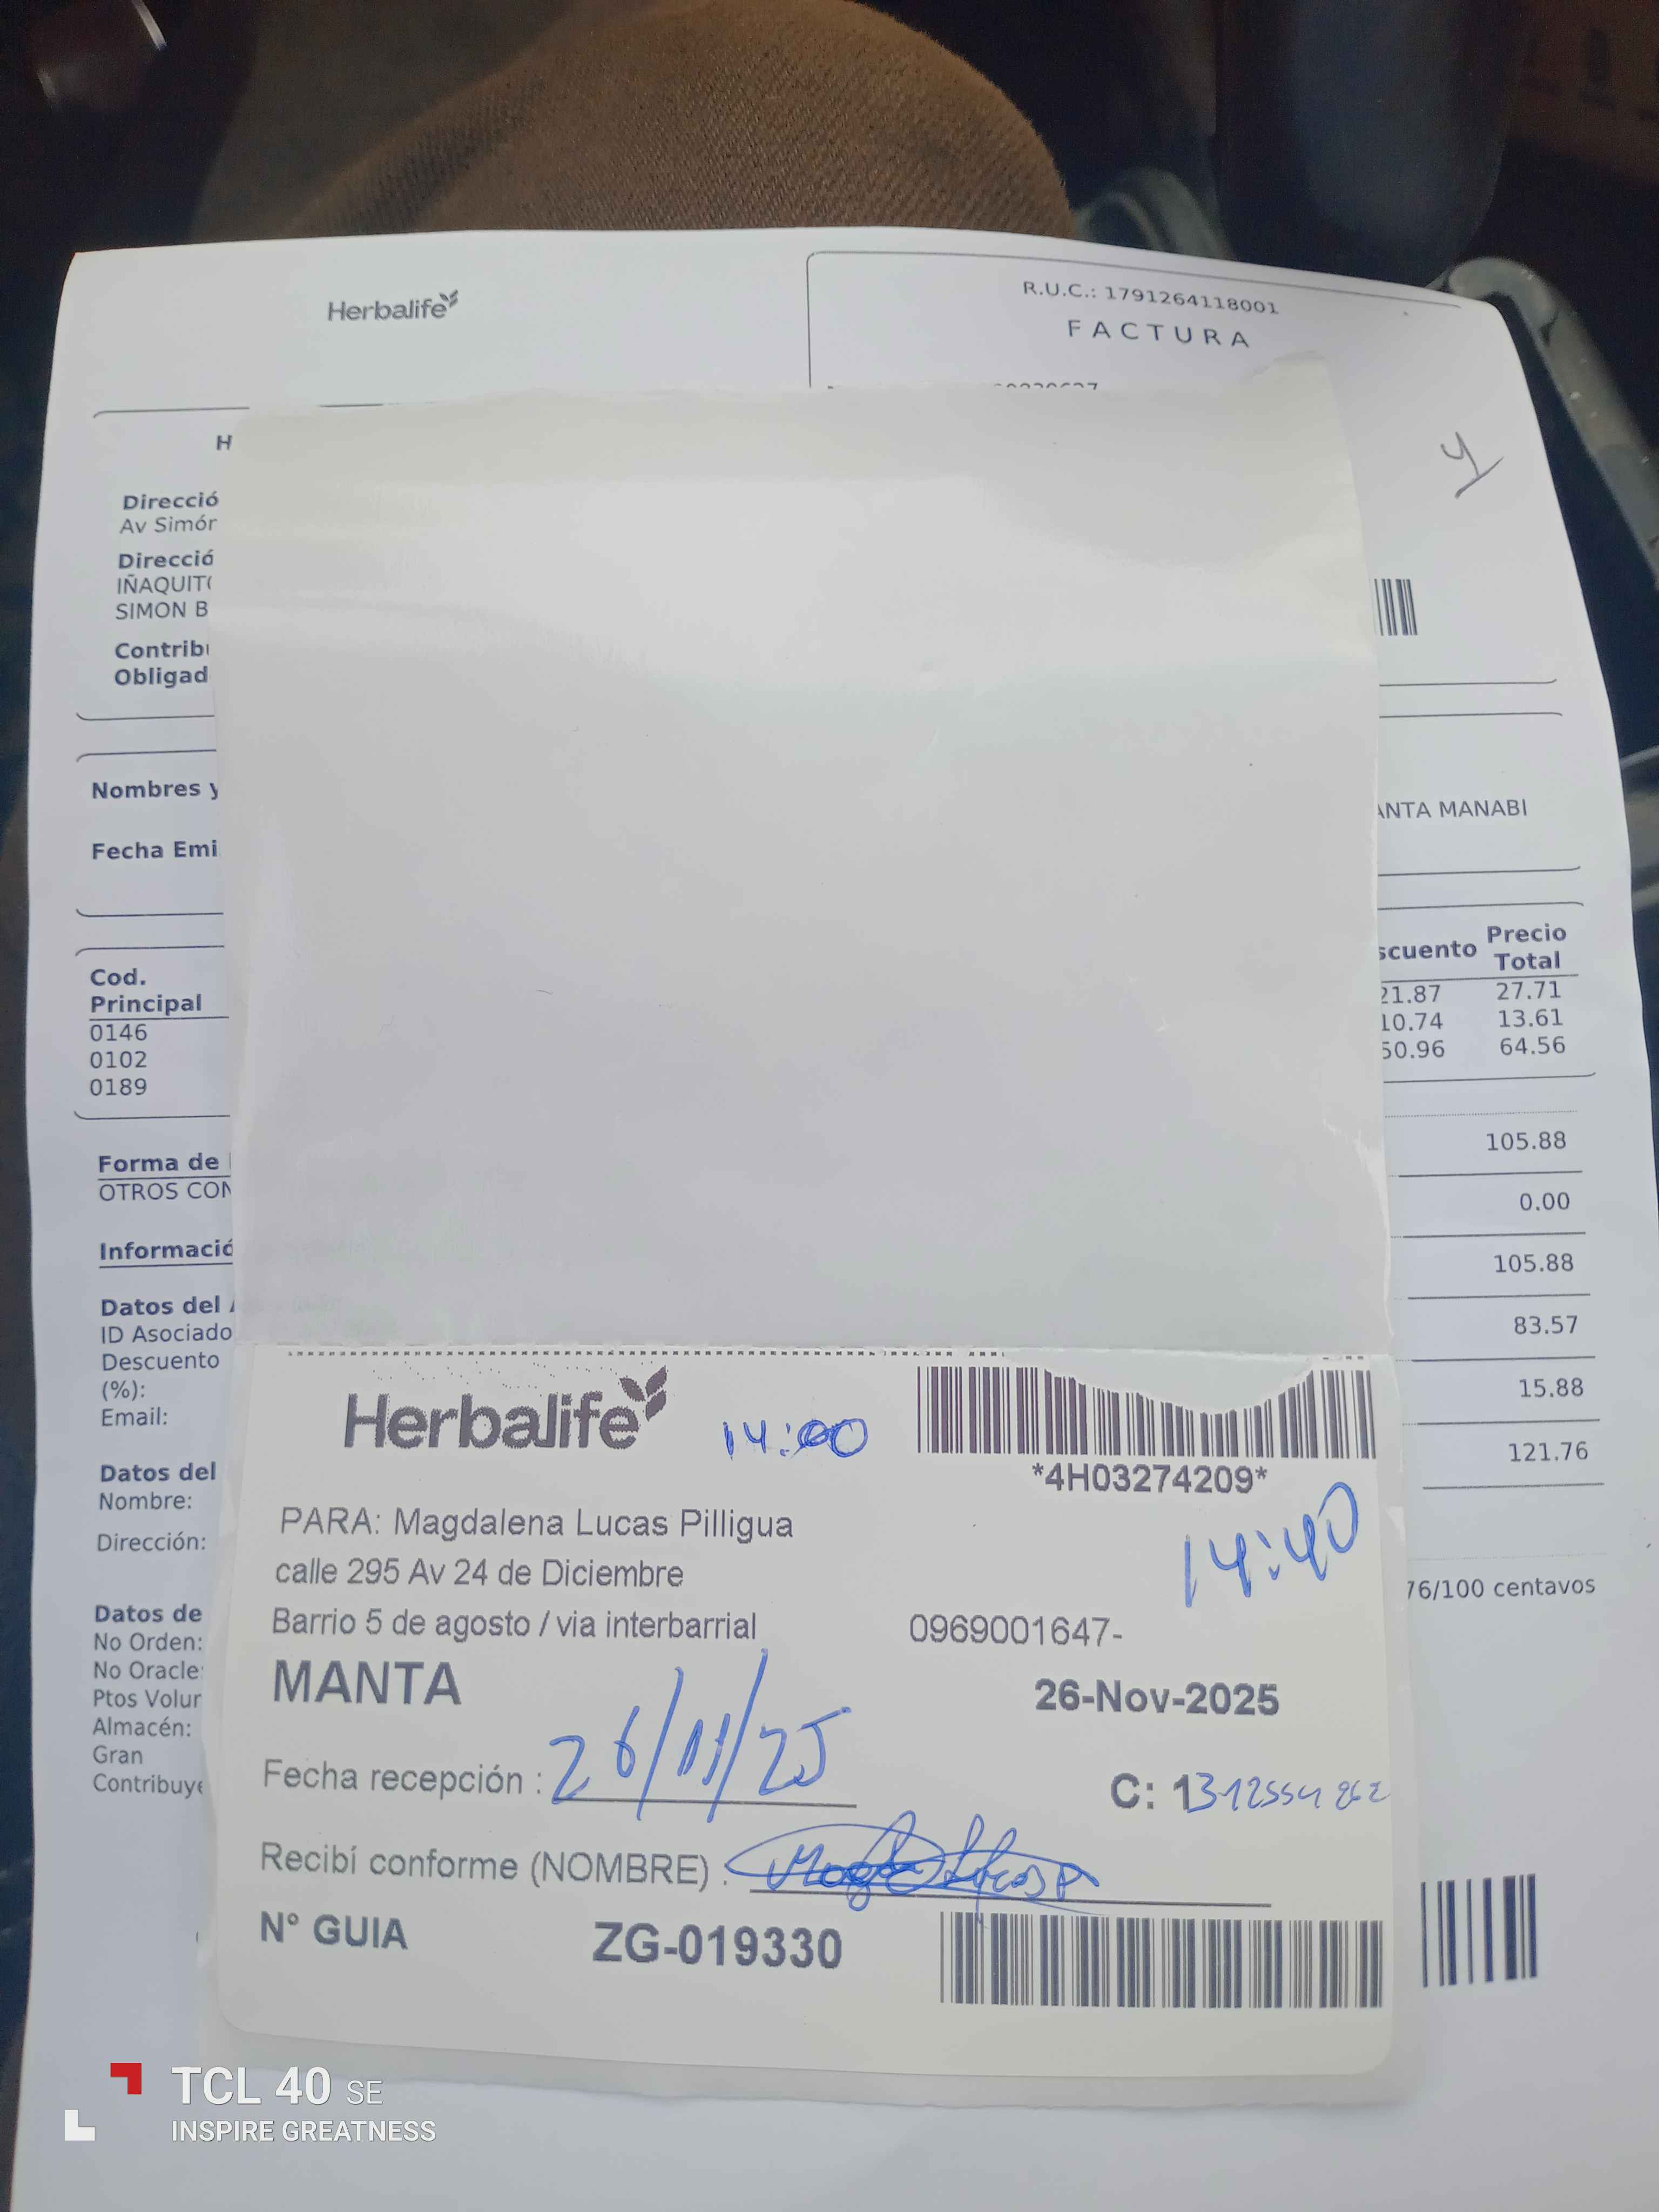 Herbalife
R.U.C.: 1791264118001
FACTURA
H
Direcció
Av Simór
Direcció
IÑAQUIT
SIMON B
Contrib
Obligad
Nombres y
ANTA MANABI
Fecha Emi
Cod. Principal
scuento Precio Total
0146 21.87 27.71
0102 10.74 13.61
0189 50.96 64.56
105.88
Forma de
OTROS CON
0.00
Informació
105.88
Datos del
ID Asociado
83.57
Descuento
(%):
15.88
Email:
121.76
Datos del
Nombre:
Dirección:
76/100 centavos
Datos de
No Orden:
No Oracle:
Ptos Volur
Almacén:
Gran
Contribuye
Herbalife 14:00
*4H03274209*
14:40
PARA: Magdalena Lucas Pilligua
calle 295 Av 24 de Diciembre
Barrio 5 de agosto / via interbarrial 0969001647-
MANTA 26-Nov-2025
Fecha recepción : 26/11/25
C: 1312554862
Recibí conforme (NOMBRE) :
N° GUIA ZG-019330
TCL 40 SE
INSPIRE GREATNESS